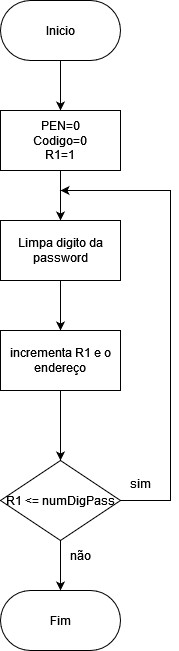 Inicio
PEN=0
Codigo=0
R1=1
Limpa digito da
password
incrementa R1 e o
endereço
R1 <= numDigPass
sim
não
Fim